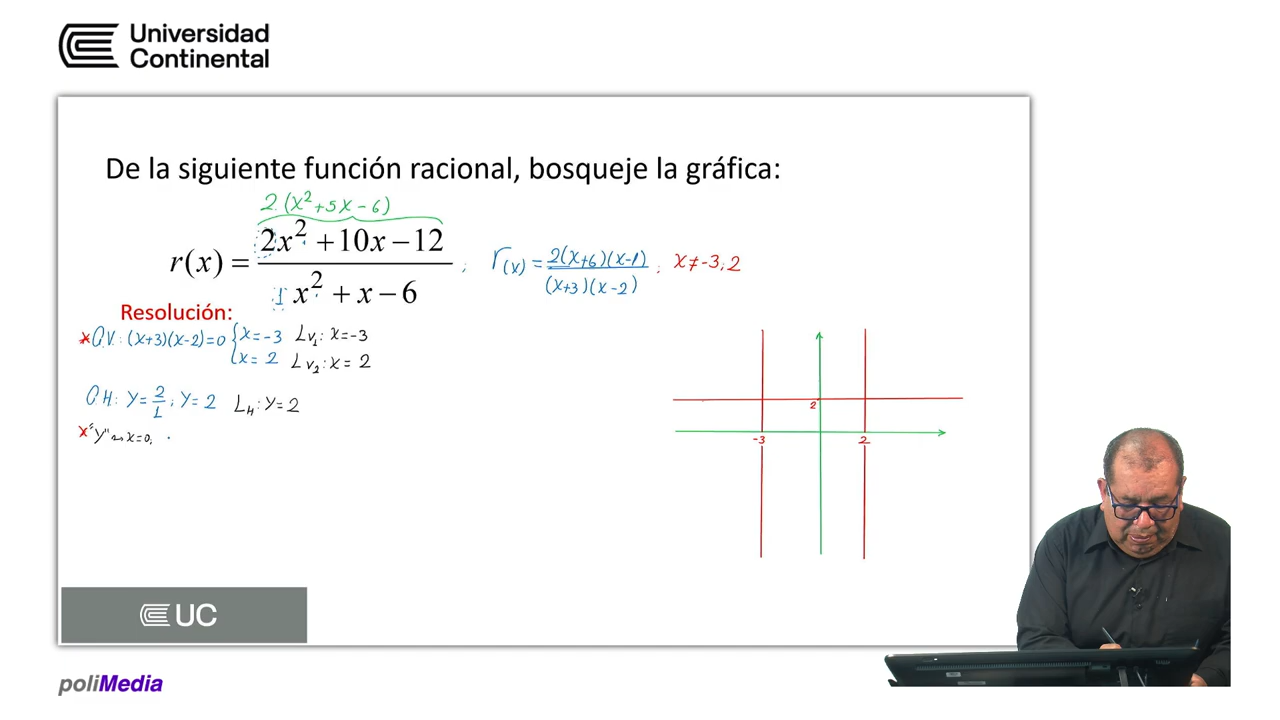 Universidad
Continental
De la siguiente función racional, bosqueje la gráfica:
2.(x²+5x-6)
r(x) = 2x² + 10x − 12 / 1x² + x − 6 ; r(x) = 2(x+6)(x-1) / (x+3)(x-2) ; x≠-3;2
Resolución:
(x+3)(x-2)=0 { x=-3 Lv₁: x=-3
x=2 Lv₂: x=2
H: y=2/1 ; y=2 LH: y=2
* "y" x=0;
2
-3 2
UC
poliMedia